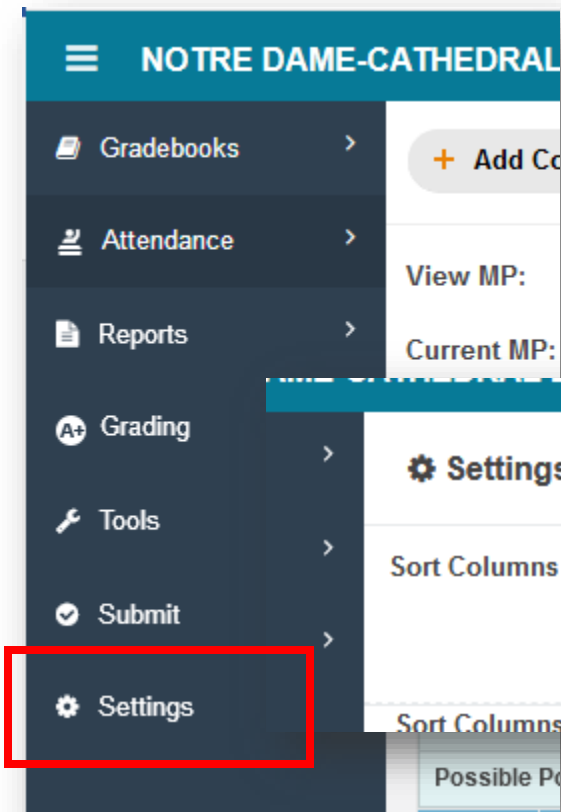 NOTRE DAME-CATHEDRAL
Gradebooks
Add Co
Attendance
View MP:
Reports
Current MP:
Grading
Settings
Tools
Sort Columns
Submit
Settings
Sort Columns
Possible Po